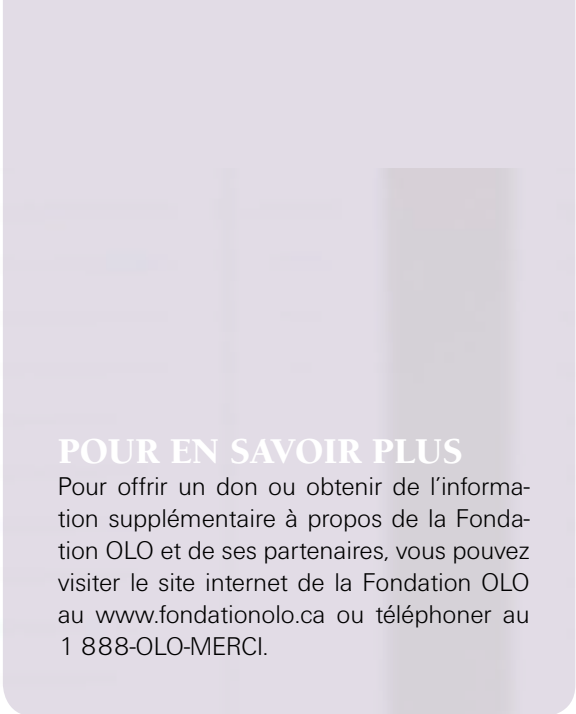 POUR EN SAVOIR PLUS
Pour offrir un don ou obtenir de l’informa-
tion supplémentaire à propos de la Fonda-
tion OLO et de ses partenaires, vous pouvez
visiter le site internet de la Fondation OLO
au www.fondationolo.ca ou téléphoner au
1 888-OLO-MERCI.